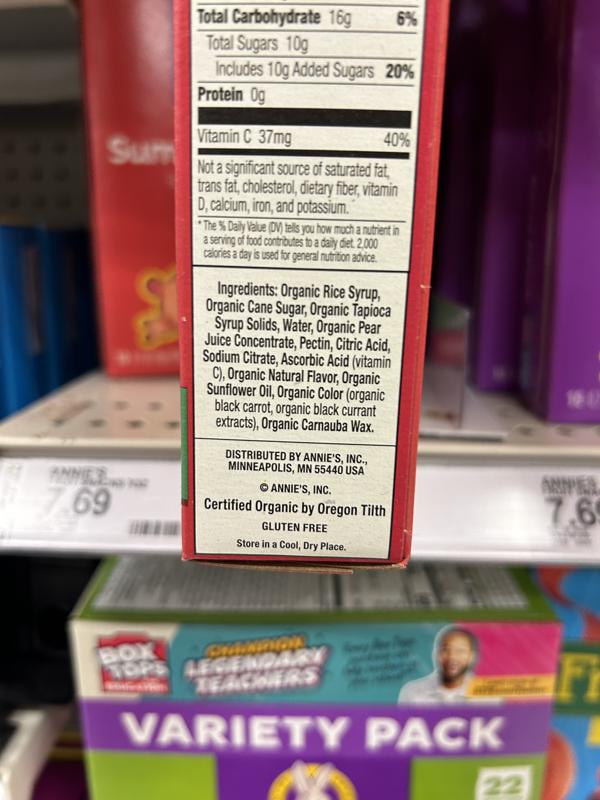 Total Carbohydrate 16g 6%
Total Sugars 10g
Includes 10g Added Sugars 20%
Protein 0g
Vitamin C 37mg 40%
Not a significant source of saturated fat,
trans fat, cholesterol, dietary fiber, vitamin
D, calcium, iron, and potassium.
* The % Daily Value (DV) tells you how much a nutrient in
a serving of food contributes to a daily diet. 2,000
calories a day is used for general nutrition advice.
Ingredients: Organic Rice Syrup,
Organic Cane Sugar, Organic Tapioca
Syrup Solids, Water, Organic Pear
Juice Concentrate, Pectin, Citric Acid,
Sodium Citrate, Ascorbic Acid (vitamin
C), Organic Natural Flavor, Organic
Sunflower Oil, Organic Color (organic
black carrot, organic black currant
extracts), Organic Carnauba Wax.
DISTRIBUTED BY ANNIE'S, INC.,
MINNEAPOLIS, MN 55440 USA
© ANNIE'S, INC.
Certified Organic by Oregon Tilth
GLUTEN FREE
Store in a Cool, Dry Place.
Sum
ANNIE'S
7.69
ANNIE'S
7.69
BOX
TOPS
CHAMPION
LEGENDARY
TEACHERS
VARIETY PACK
22